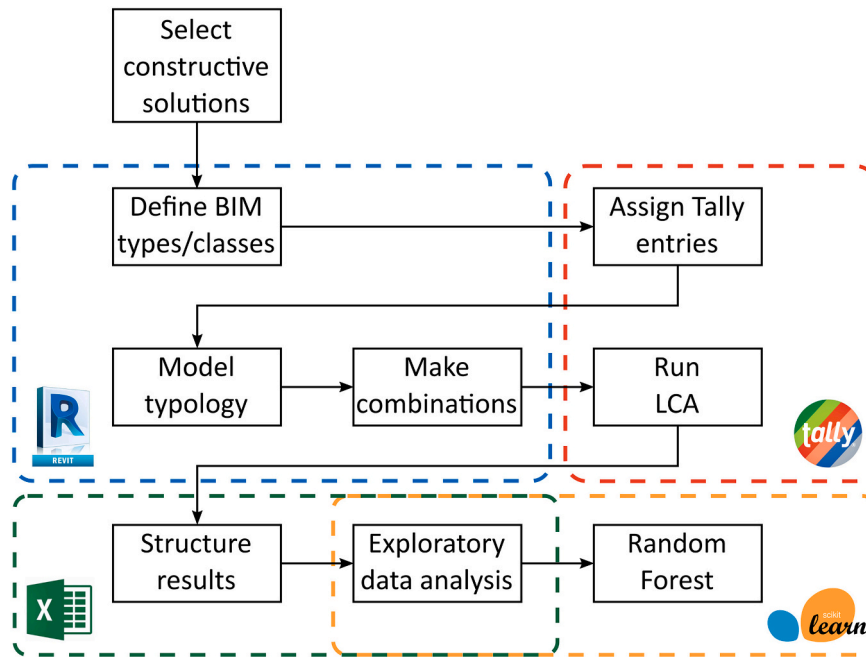 Select
constructive
solutions
Define BIM
types/classes
Assign Tally
entries
Model
typology
Make
combinations
Run
LCA
R
REVIT
tally
Structure
results
Exploratory
data analysis
Random
Forest
X
scikit
learn